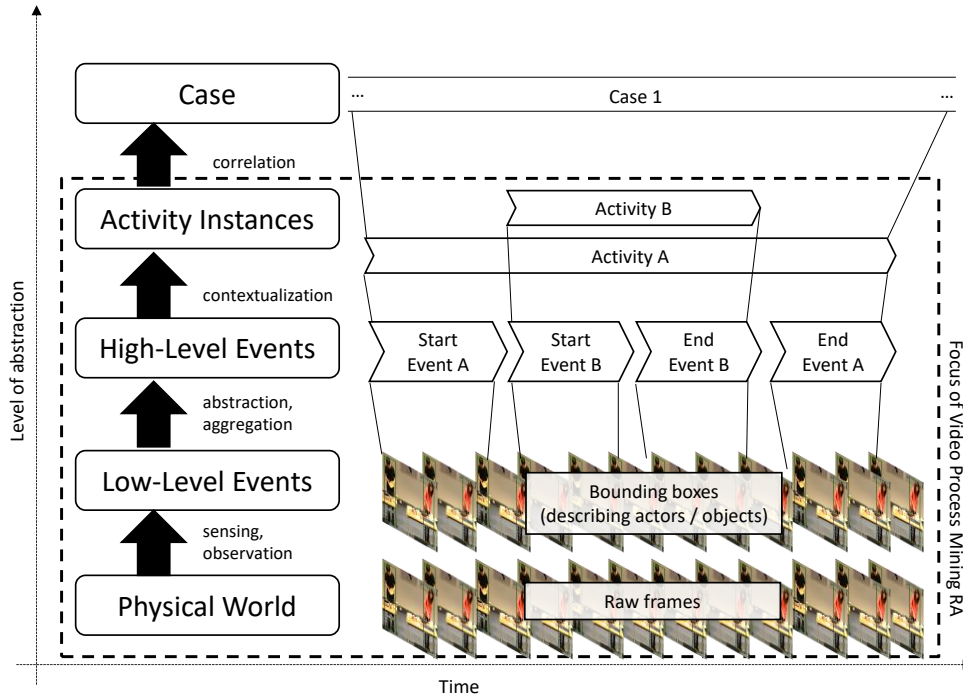 Level of abstraction
Case
...
Case 1
...
correlation
Activity Instances
Activity B
Activity A
contextualization
High-Level Events
Start
Event A
Start
Event B
End
Event B
End
Event A
abstraction,
aggregation
Low-Level Events
Bounding boxes
(describing actors / objects)
sensing,
observation
Physical World
Raw frames
Focus of Video Process Mining RA
Time